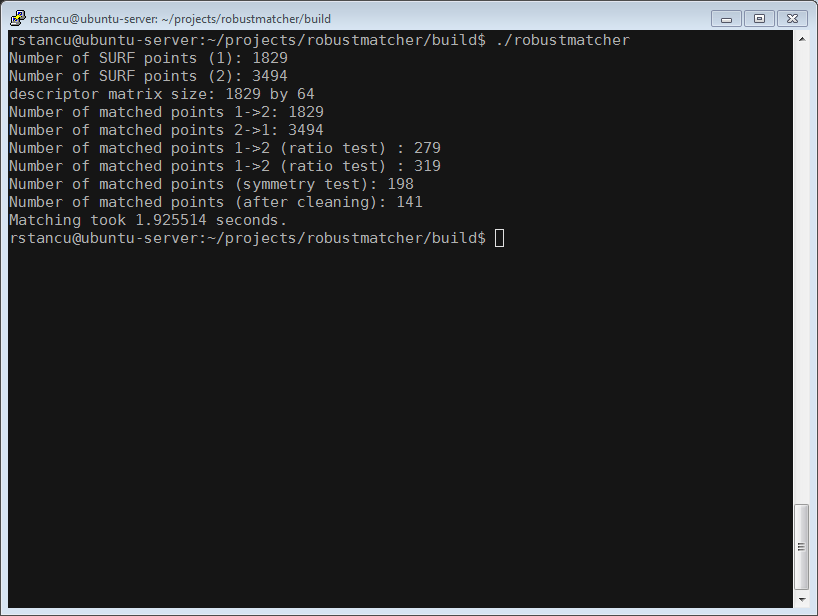 rstancu@ubuntu-server: ~/projects/robustmatcher/build
rstancu@ubuntu-server:~/projects/robustmatcher/build$ ./robustmatcher
Number of SURF points (1): 1829
Number of SURF points (2): 3494
descriptor matrix size: 1829 by 64
Number of matched points 1->2: 1829
Number of matched points 2->1: 3494
Number of matched points 1->2 (ratio test) : 279
Number of matched points 1->2 (ratio test) : 319
Number of matched points (symmetry test): 198
Number of matched points (after cleaning): 141
Matching took 1.925514 seconds.
rstancu@ubuntu-server:~/projects/robustmatcher/build$